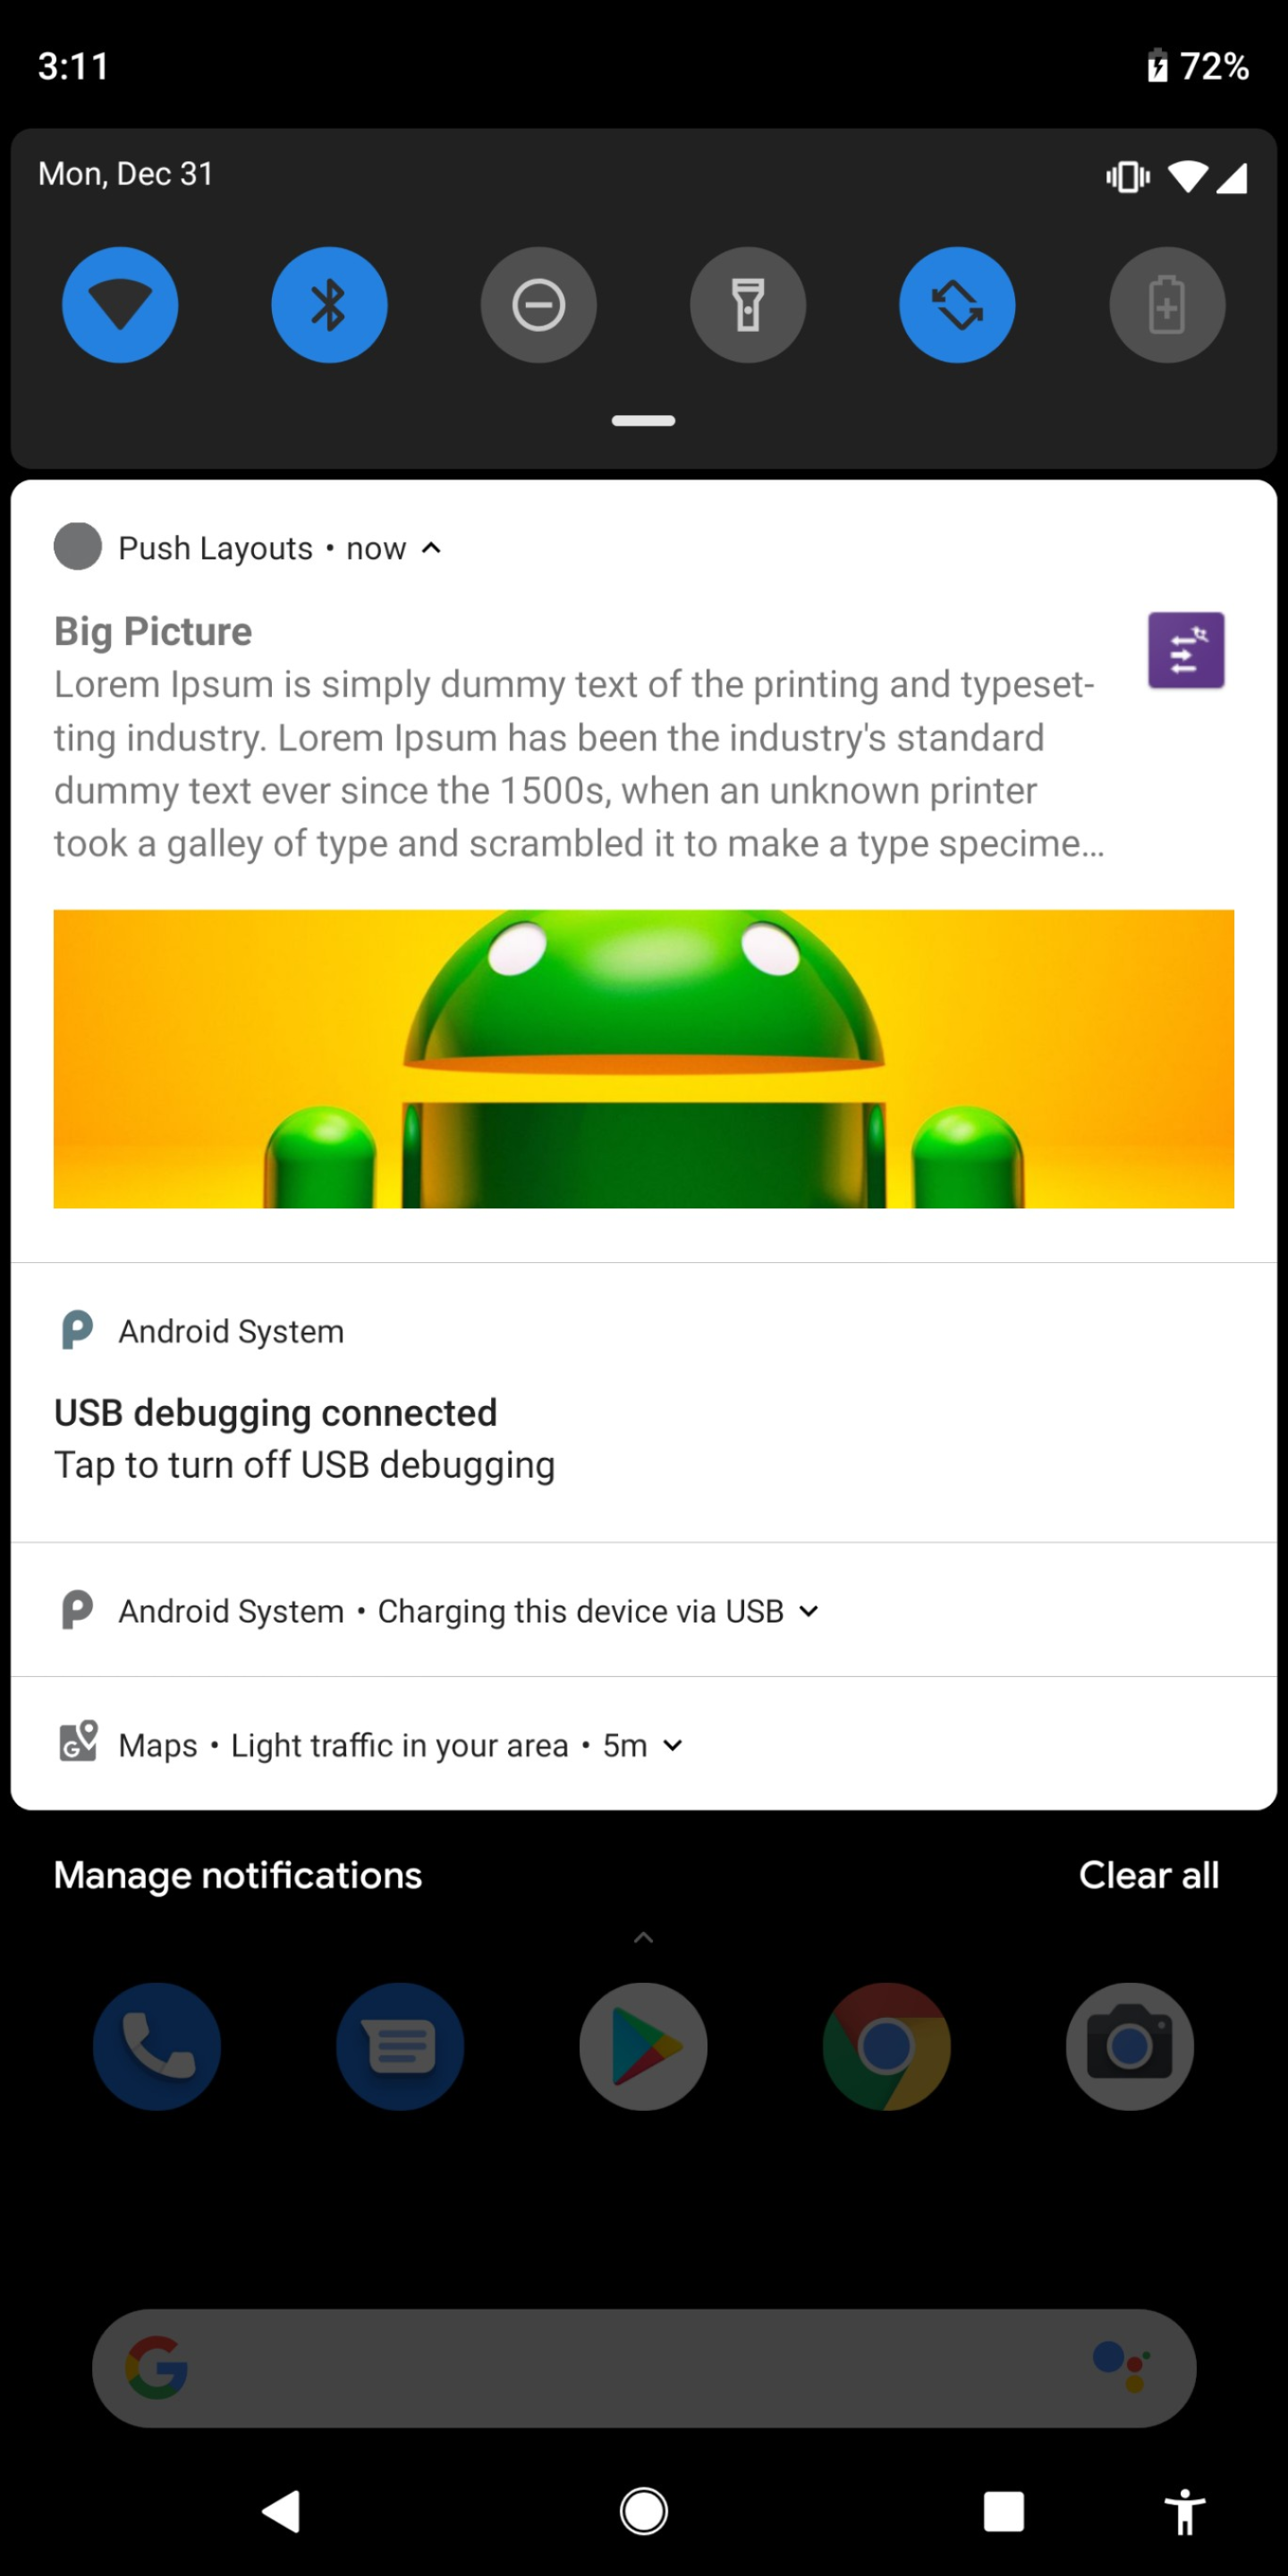 3:11
72%
Mon, Dec 31
Push Layouts • now
Big Picture
Lorem Ipsum is simply dummy text of the printing and typeset-
ting industry. Lorem Ipsum has been the industry's standard
dummy text ever since the 1500s, when an unknown printer
took a galley of type and scrambled it to make a type specime...
Android System
USB debugging connected
Tap to turn off USB debugging
Android System • Charging this device via USB
Maps • Light traffic in your area • 5m
Manage notifications
Clear all